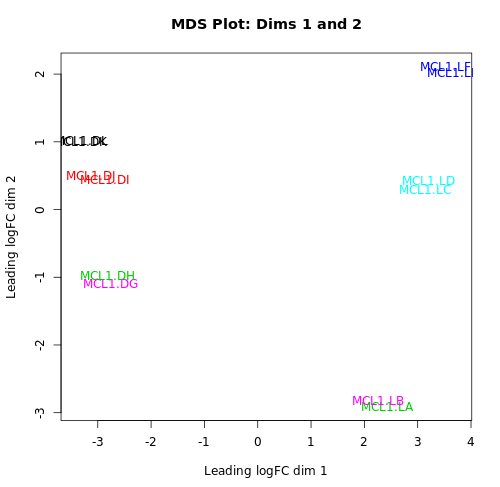 MDS Plot: Dims 1 and 2
Leading logFC dim 2
2
1
0
-1
-2
-3
MCL1.LF
MCL1.LI
MCL1.DK
MCL1.DJ
MCL1.DI
MCL1.LD
MCL1.LC
MCL1.DH
MCL1.DG
MCL1.LB
MCL1.LA
-3 -2 -1 0 1 2 3 4
Leading logFC dim 1